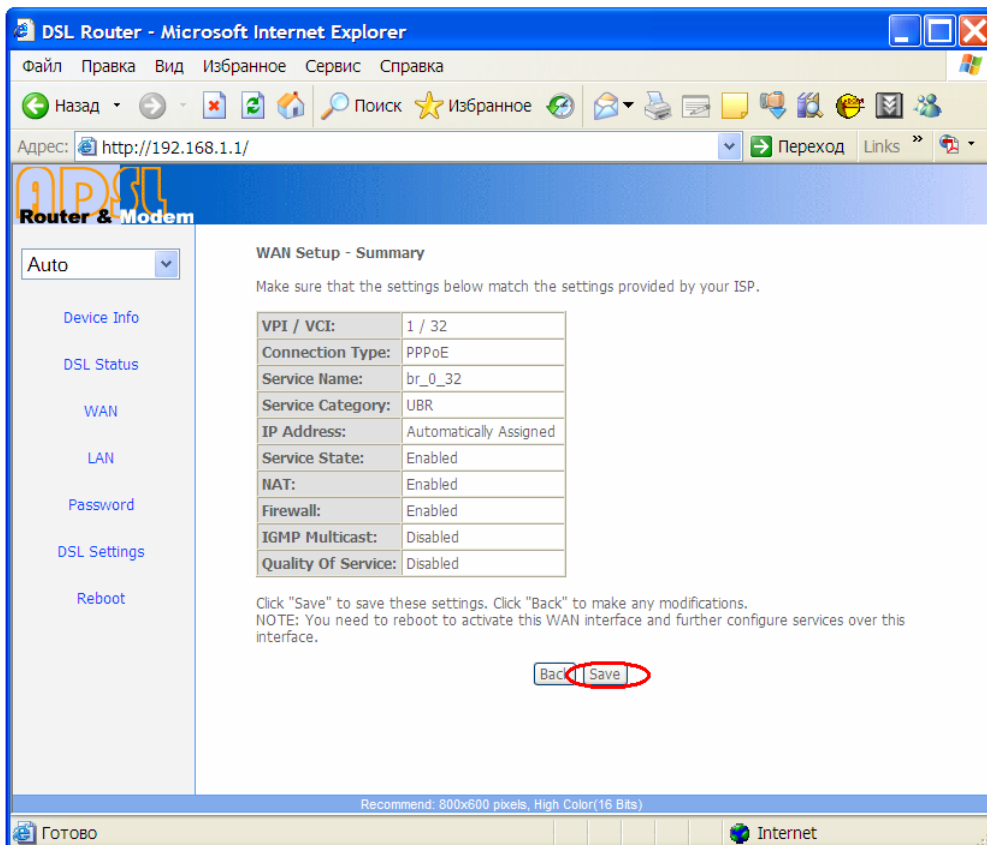 DSL Router - Microsoft Internet Explorer
Файл Правка Вид Избранное Сервис Справка
Назад Поиск Избранное
Адрес: http://192.168.1.1/ Переход Links »
ADSL
Router & Modem
Auto
Device Info
DSL Status
WAN
LAN
Password
DSL Settings
Reboot
WAN Setup - Summary
Make sure that the settings below match the settings provided by your ISP.
VPI / VCI: 1 / 32
Connection Type: PPPoE
Service Name: br_0_32
Service Category: UBR
IP Address: Automatically Assigned
Service State: Enabled
NAT: Enabled
Firewall: Enabled
IGMP Multicast: Disabled
Quality Of Service: Disabled
Click "Save" to save these settings. Click "Back" to make any modifications.
NOTE: You need to reboot to activate this WAN interface and further configure services over this
interface.
Back Save
Recommend: 800x600 pixels, High Color(16 Bits)
Готово Internet